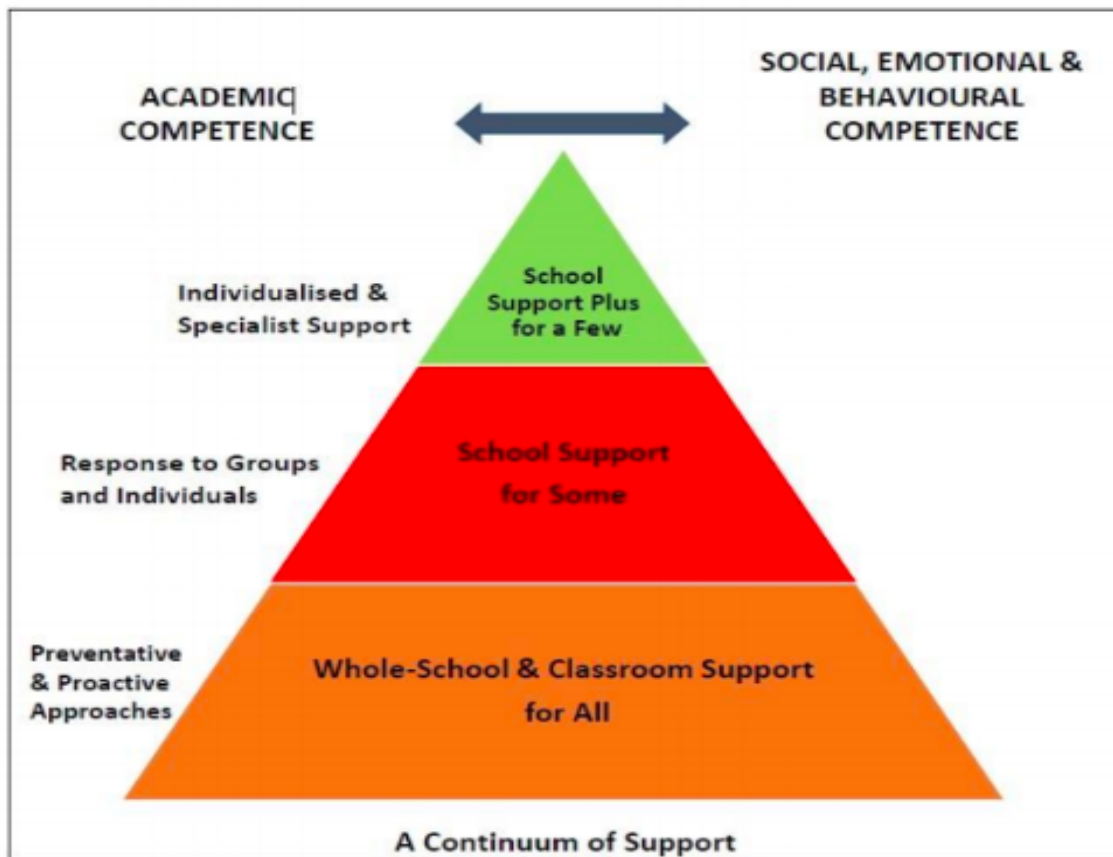 ACADEMIC
COMPETENCE
SOCIAL, EMOTIONAL &
BEHAVIOURAL
COMPETENCE
Individualised &
Specialist Support
School
Support Plus
for a Few
Response to Groups
and Individuals
School Support
for Some
Preventative
& Proactive
Approaches
Whole-School & Classroom Support
for All
A Continuum of Support